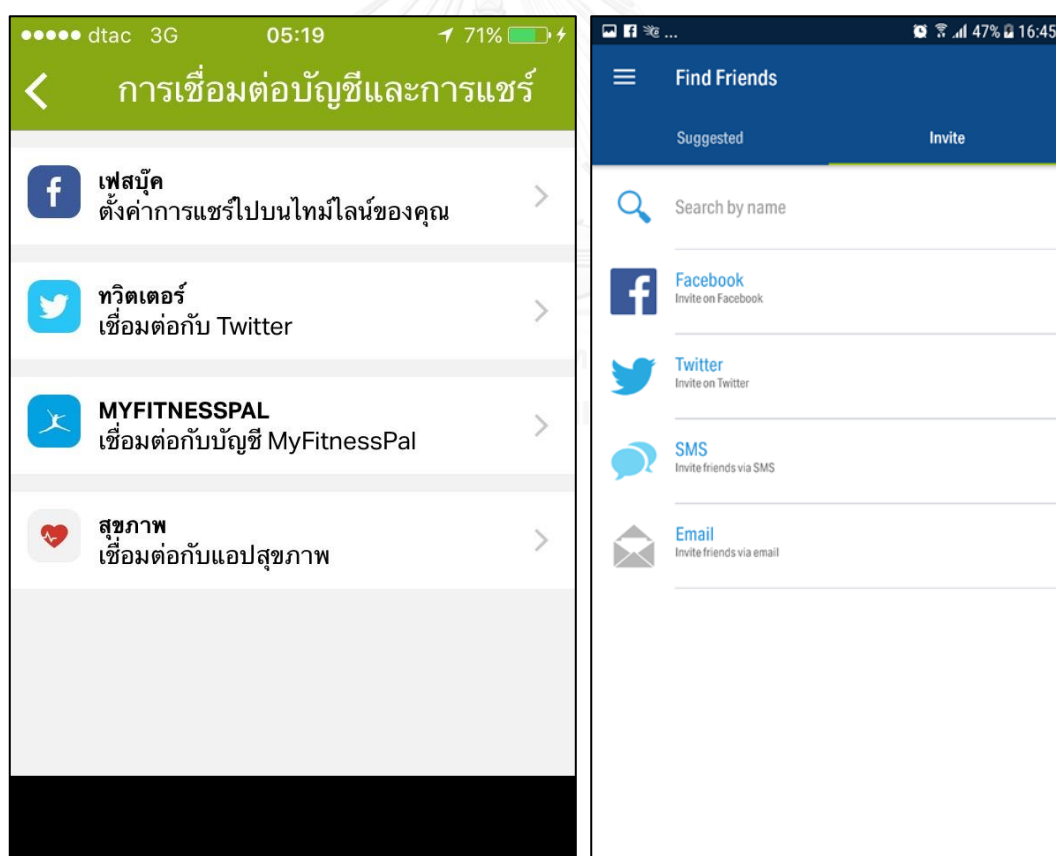 dtac 3G 05:19 71%
การเชื่อมต่อบัญชีและการแชร์
เฟสบุ๊ค
ตั้งค่าการแชร์ไปบนไทม์ไลน์ของคุณ
ทวิตเตอร์
เชื่อมต่อกับ Twitter
MYFITNESSPAL
เชื่อมต่อกับบัญชี MyFitnessPal
สุขภาพ
เชื่อมต่อกับแอปสุขภาพ
... 47% 16:45
Find Friends
Suggested Invite
Search by name
Facebook
Invite on Facebook
Twitter
Invite on Twitter
SMS
Invite friends via SMS
Email
Invite friends via email